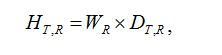 H_{T,R} = W_R × D_{T,R},